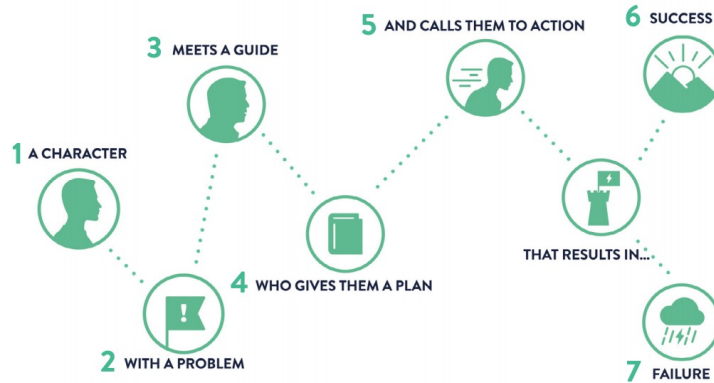 1 A CHARACTER
2 WITH A PROBLEM
3 MEETS A GUIDE
4 WHO GIVES THEM A PLAN
5 AND CALLS THEM TO ACTION
THAT RESULTS IN...
6 SUCCESS
7 FAILURE